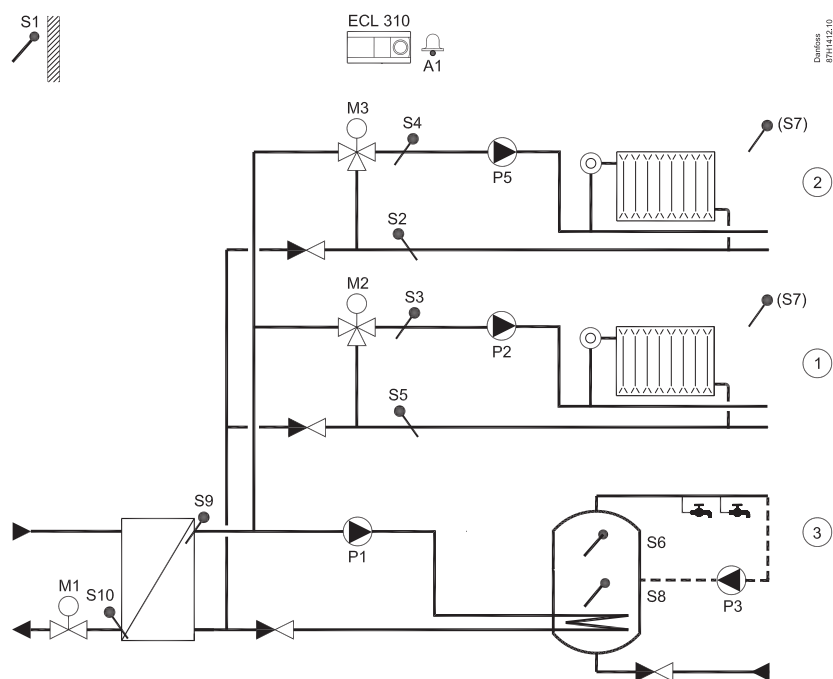 S1
ECL 310
A1
Danfoss
87H1412.10
M3
S4
(S7)
P5
2
S2
M2
S3
(S7)
P2
1
S5
S9
S6
3
P1
M1
S10
S8
P3